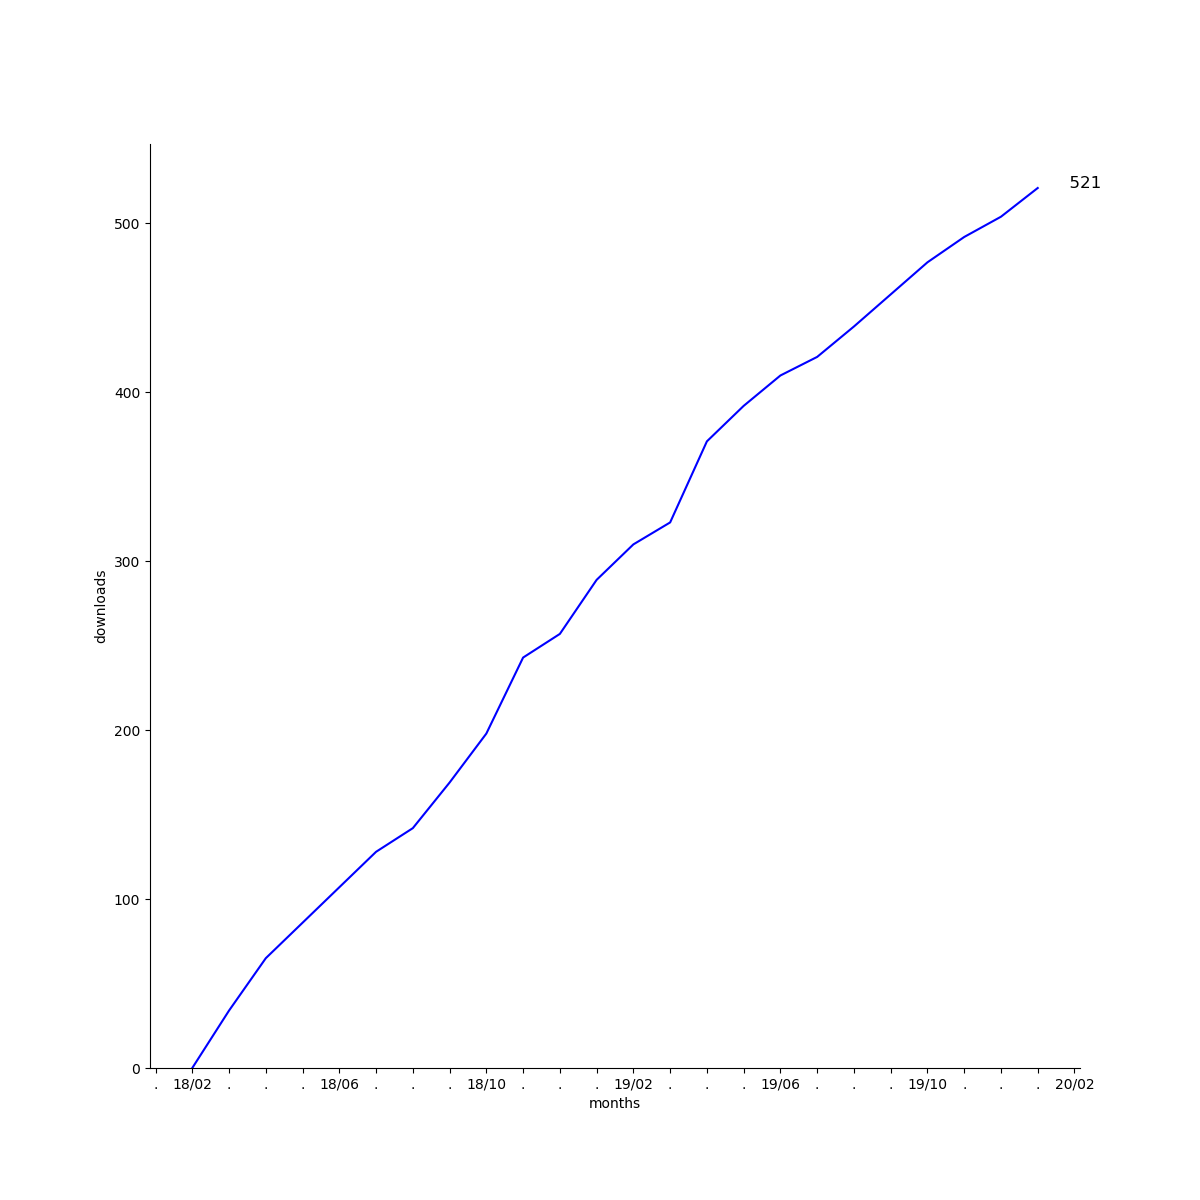 521
500
400
300
200
100
0
downloads
. 18/02 . . . 18/06 . . . 18/10 . . . 19/02 . . . 19/06 . . . 19/10 . . . 20/02
months